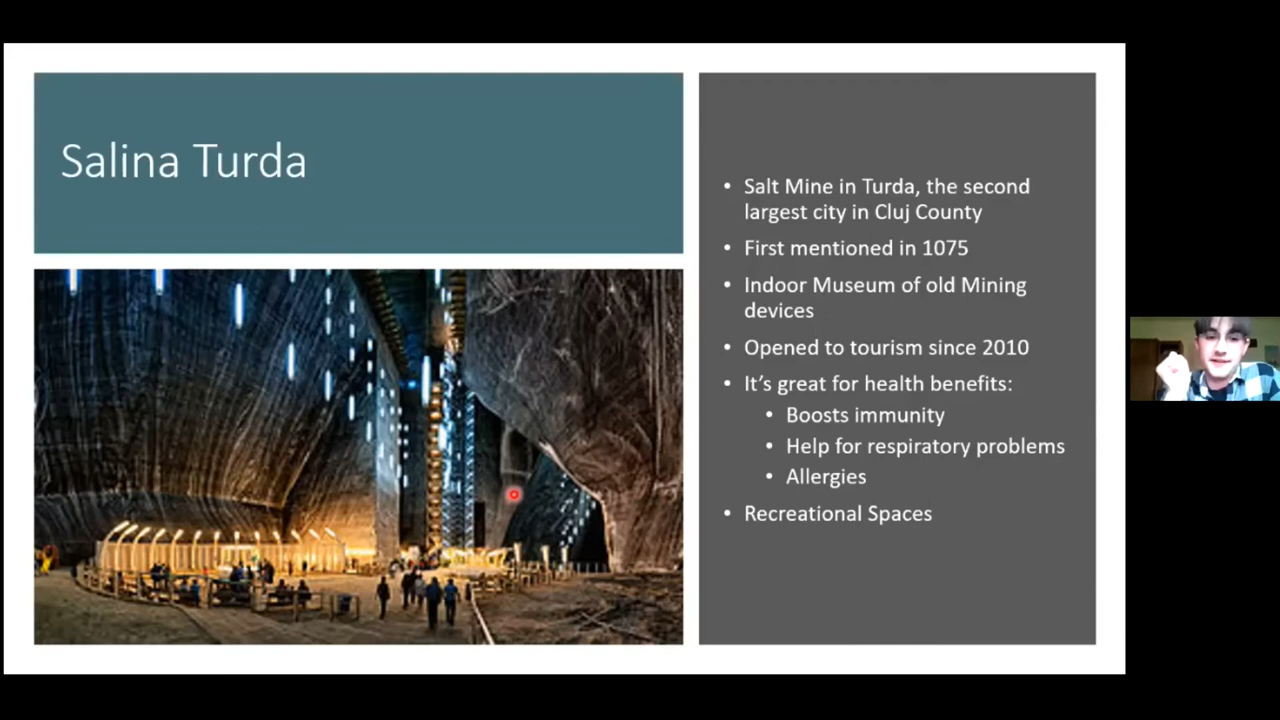 Salina Turda
• Salt Mine in Turda, the second
largest city in Cluj County
• First mentioned in 1075
• Indoor Museum of old Mining
devices
• Opened to tourism since 2010
• It’s great for health benefits:
• Boosts immunity
• Help for respiratory problems
• Allergies
• Recreational Spaces